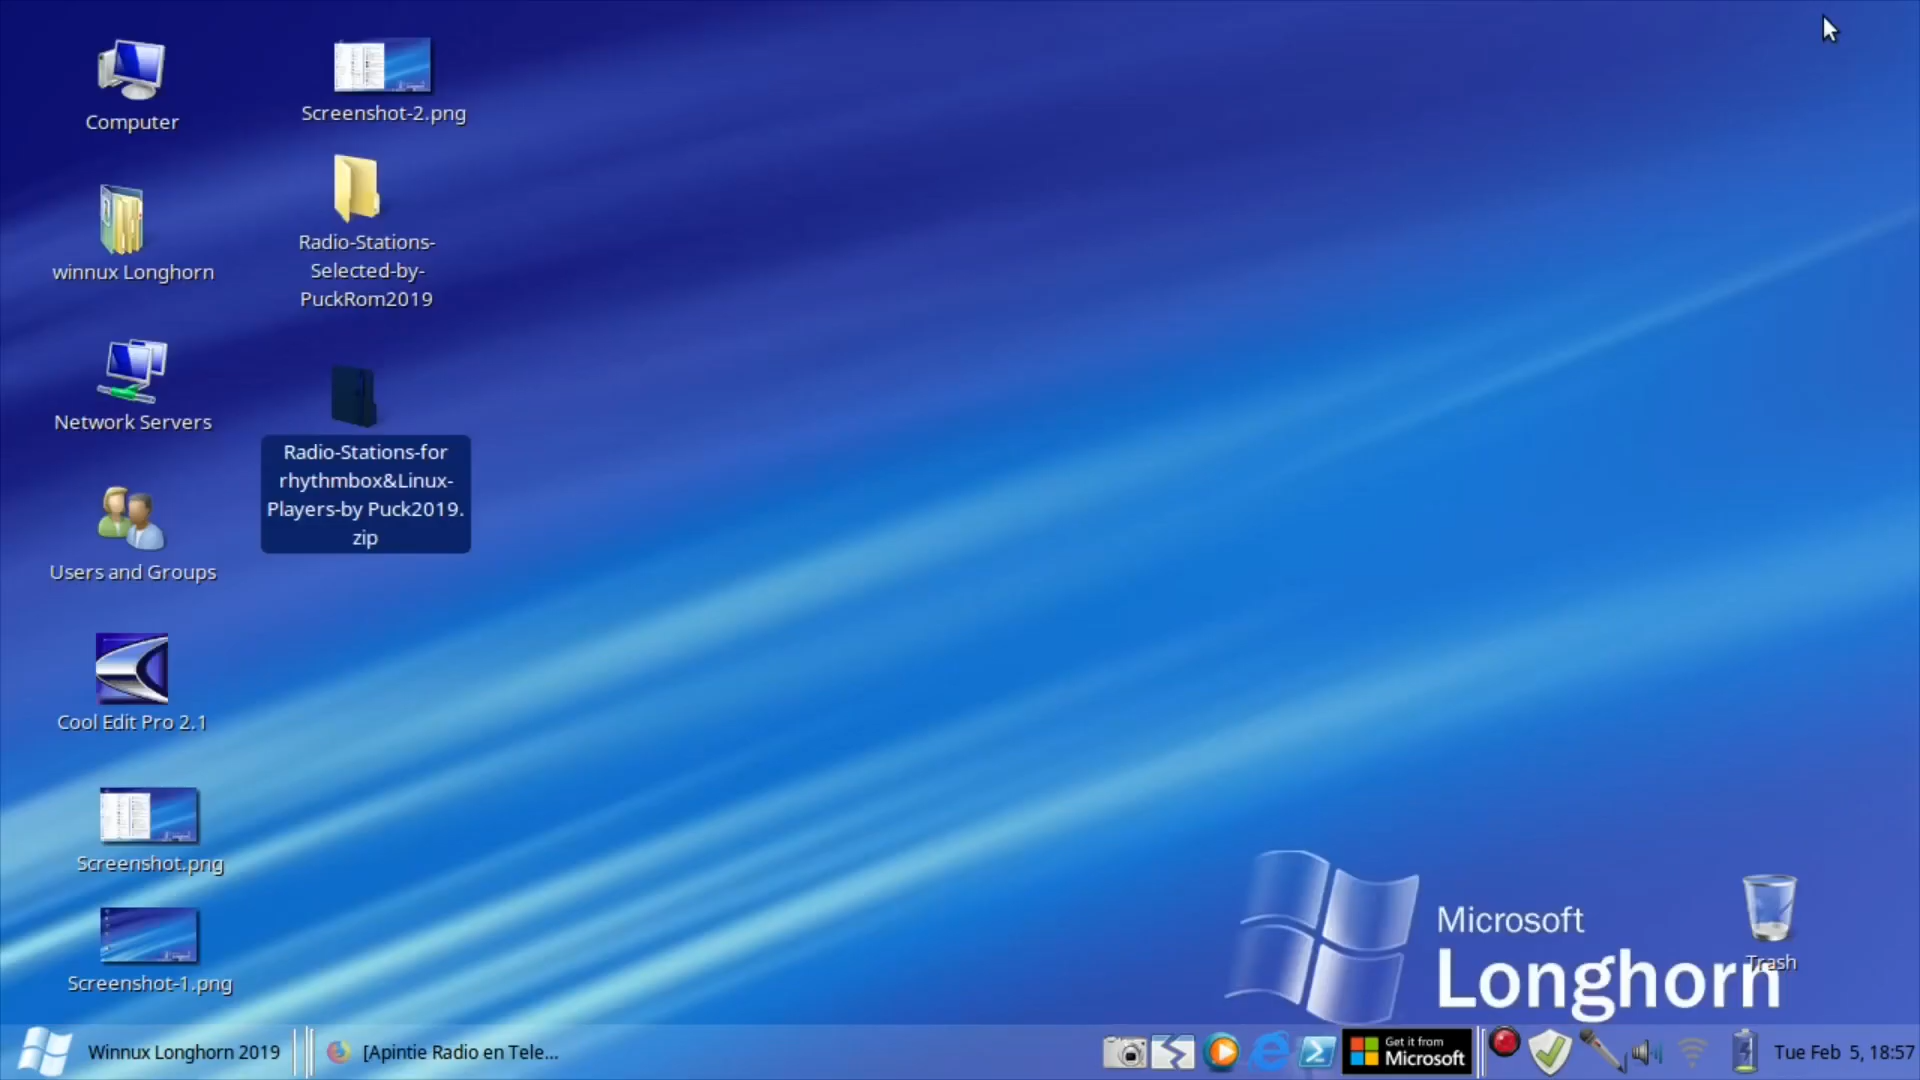 Computer
Screenshot-2.png
winnux Longhorn
Radio-Stations-
Selected-by-
PuckRom2019
Network Servers
Radio-Stations-for
rhythmbox&Linux-
Players-by Puck2019.
zip
Users and Groups
Cool Edit Pro 2.1
Screenshot.png
Screenshot-1.png
Microsoft
Longhorn
Trash
Winnux Longhorn 2019
[Apintie Radio en Tele...
Get it from
Microsoft
Tue Feb 5, 18:57